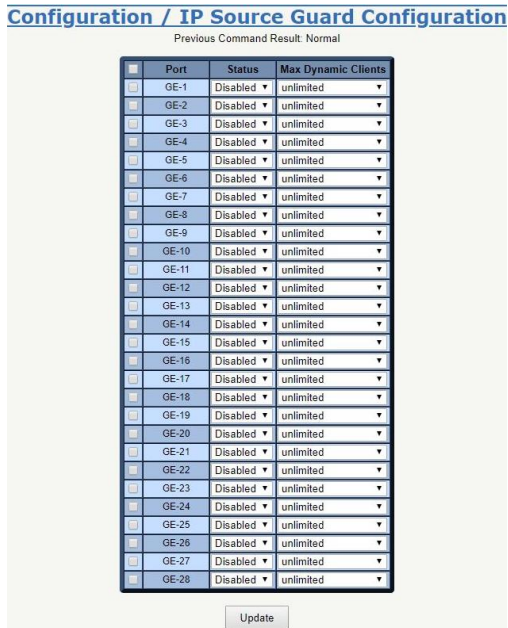 Configuration / IP Source Guard Configuration
Previous Command Result: Normal
Port Status Max Dynamic Clients
GE-1 Disabled unlimited
GE-2 Disabled unlimited
GE-3 Disabled unlimited
GE-4 Disabled unlimited
GE-5 Disabled unlimited
GE-6 Disabled unlimited
GE-7 Disabled unlimited
GE-8 Disabled unlimited
GE-9 Disabled unlimited
GE-10 Disabled unlimited
GE-11 Disabled unlimited
GE-12 Disabled unlimited
GE-13 Disabled unlimited
GE-14 Disabled unlimited
GE-15 Disabled unlimited
GE-16 Disabled unlimited
GE-17 Disabled unlimited
GE-18 Disabled unlimited
GE-19 Disabled unlimited
GE-20 Disabled unlimited
GE-21 Disabled unlimited
GE-22 Disabled unlimited
GE-23 Disabled unlimited
GE-24 Disabled unlimited
GE-25 Disabled unlimited
GE-26 Disabled unlimited
GE-27 Disabled unlimited
GE-28 Disabled unlimited
Update